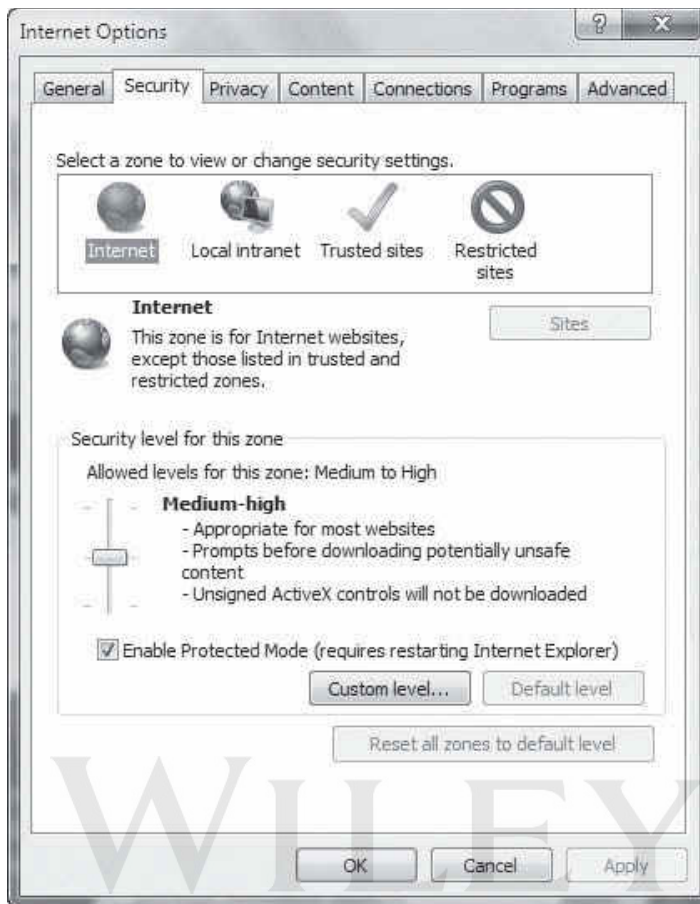 Internet Options
General Security Privacy Content Connections Programs Advanced
Select a zone to view or change security settings.
Internet Local intranet Trusted sites Restricted sites
Internet
Sites
This zone is for Internet websites,
except those listed in trusted and
restricted zones.
Security level for this zone
Allowed levels for this zone: Medium to High
Medium-high
- Appropriate for most websites
- Prompts before downloading potentially unsafe
content
- Unsigned ActiveX controls will not be downloaded
Enable Protected Mode (requires restarting Internet Explorer)
Custom level... Default level
Reset all zones to default level
WILEY
OK Cancel Apply